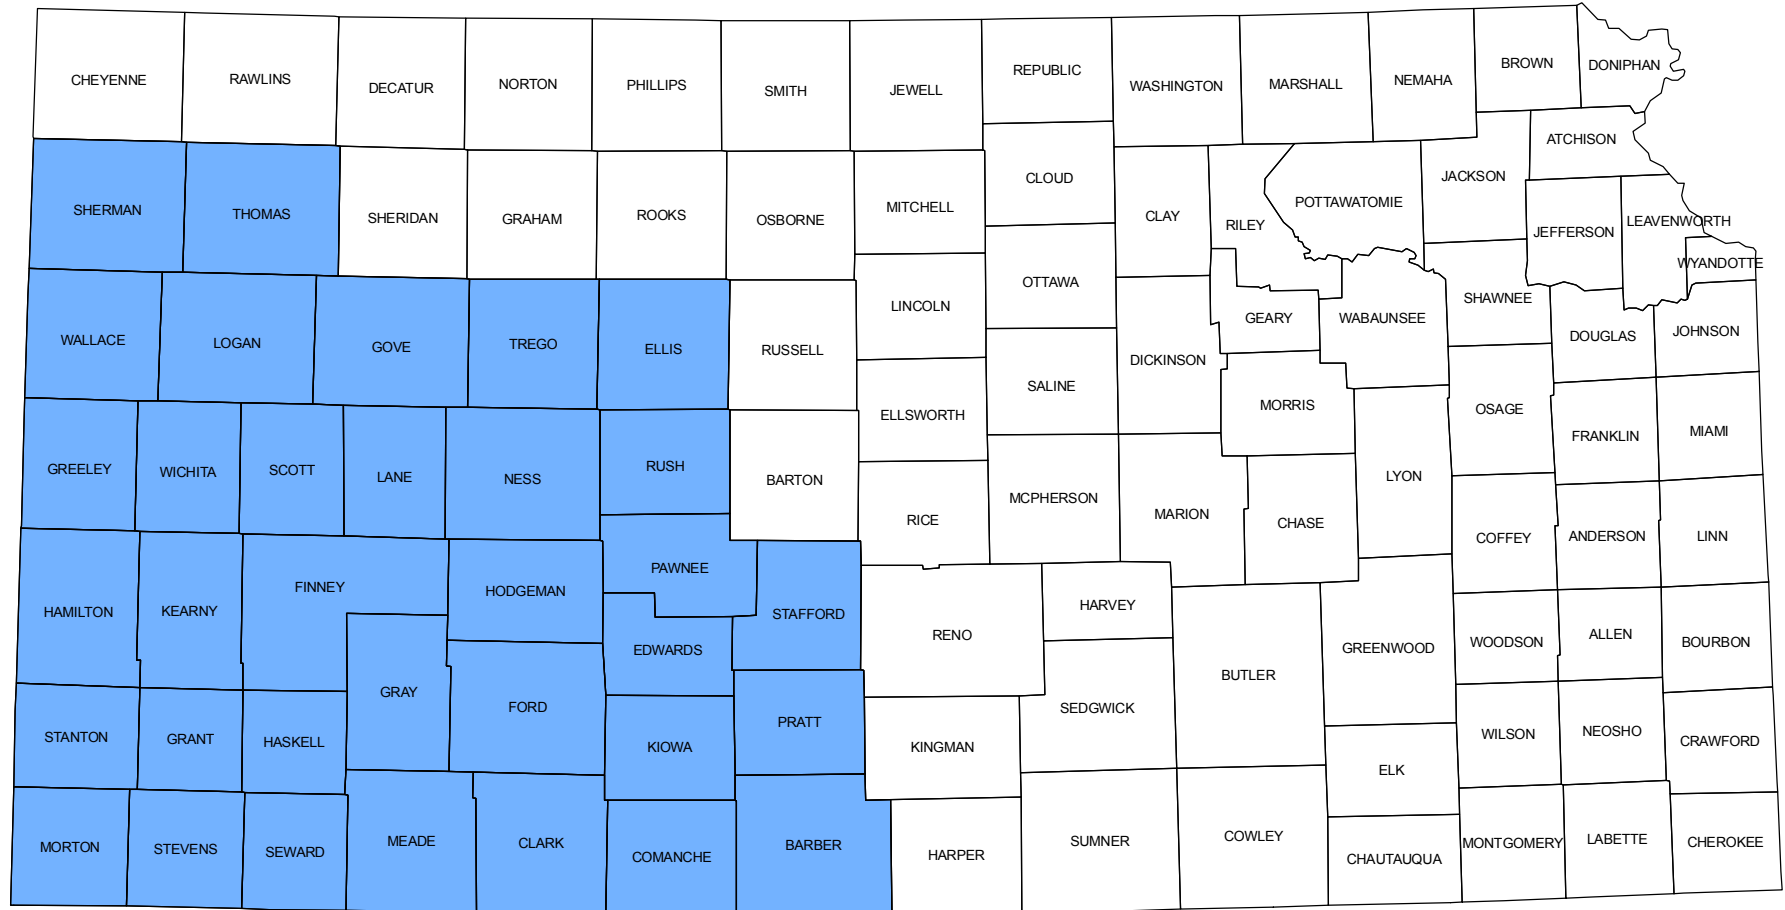 CHEYENNE
RAWLINS
DECATUR
NORTON
PHILLIPS
SMITH
JEWELL
REPUBLIC
WASHINGTON
MARSHALL
NEMAHA
BROWN
DONIPHAN
SHERMAN
THOMAS
SHERIDAN
GRAHAM
ROOKS
OSBORNE
MITCHELL
CLOUD
CLAY
RILEY
POTTAWATOMIE
JACKSON
ATCHISON
JEFFERSON
LEAVENWORTH
WYANDOTTE
WALLACE
LOGAN
GOVE
TREGO
ELLIS
RUSSELL
LINCOLN
OTTAWA
DICKINSON
GEARY
WABAUNSEE
SHAWNEE
DOUGLAS
JOHNSON
ELLSWORTH
SALINE
MORRIS
OSAGE
FRANKLIN
MIAMI
GREELEY
WICHITA
SCOTT
LANE
NESS
RUSH
BARTON
RICE
MCPHERSON
MARION
CHASE
LYON
COFFEY
ANDERSON
LINN
HAMILTON
KEARNY
FINNEY
HODGEMAN
PAWNEE
STAFFORD
EDWARDS
RENO
HARVEY
BUTLER
GREENWOOD
WOODSON
ALLEN
BOURBON
GRAY
FORD
STANTON
GRANT
HASKELL
KIOWA
PRATT
KINGMAN
SEDGWICK
ELK
WILSON
NEOSHO
CRAWFORD
MORTON
STEVENS
SEWARD
MEADE
CLARK
COMANCHE
BARBER
HARPER
SUMNER
COWLEY
CHAUTAUQUA
MONTGOMERY
LABETTE
CHEROKEE